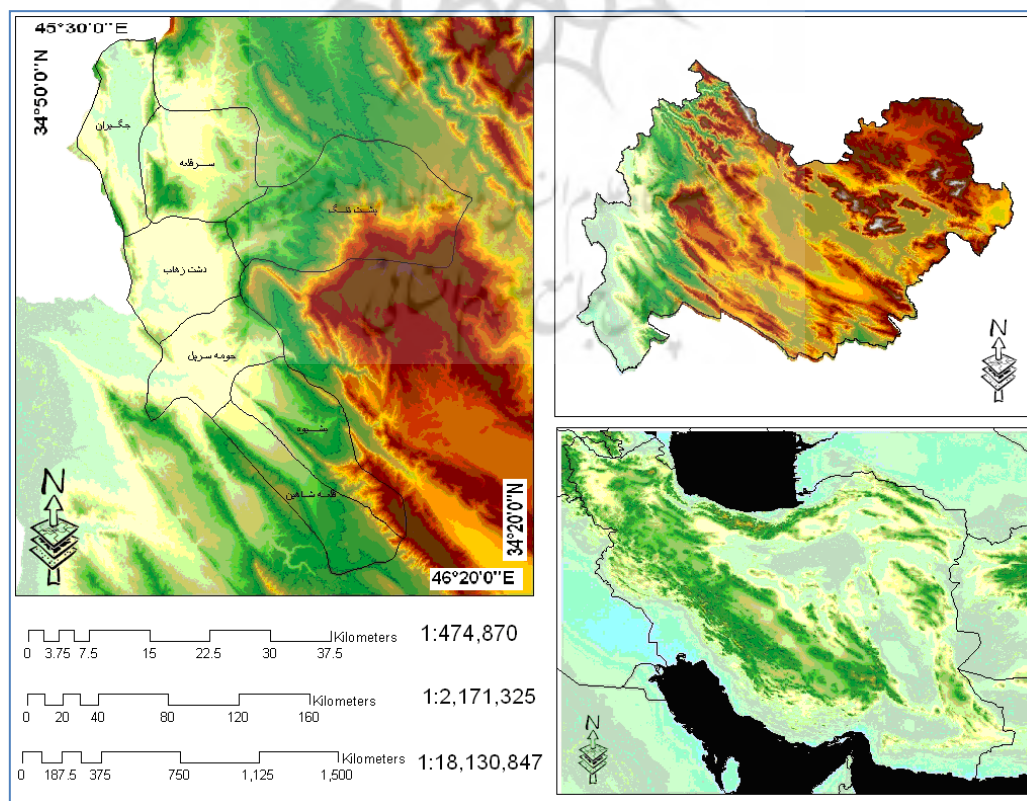 45°30'0"E
34°50'0"N
جگیران
سرقلعه
پشت تنگ
دشت زهاب
حومه سرپل
بشیوه
قلعه شاهین
N
34°20'0"N
46°20'0"E
N
N
Kilometers 1:474,870
0 3.75 7.5 15 22.5 30 37.5
Kilometers 1:2,171,325
0 10 20 40 80 120 160
Kilometers 1:18,130,847
0 187.5 375 750 1,125 1,500